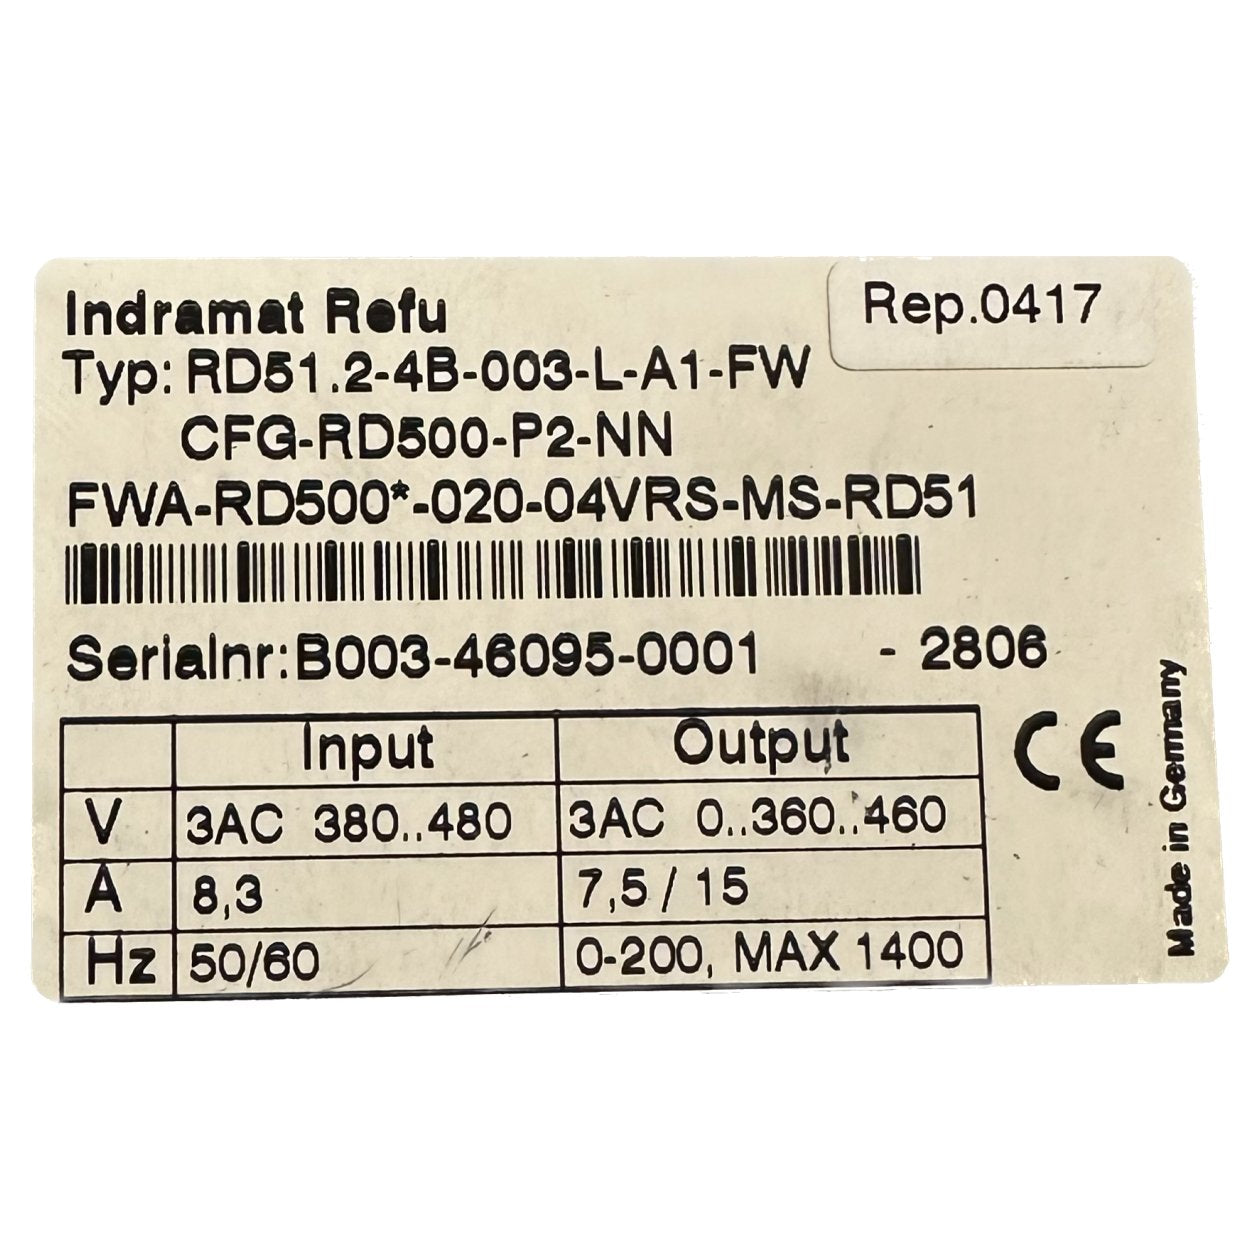 Indramat Refu
Rep.0417
Typ: RD51.2-4B-003-L-A1-FW
CFG-RD500-P2-NN
FWA-RD500*-020-04VRS-MS-RD51
Serialnr:B003-46095-0001 - 2806
Input Output
V 3AC 380..480 3AC 0..360..460
A 8,3 7,5 / 15
Hz 50/60 0-200, MAX 1400
CE
Made in Germany